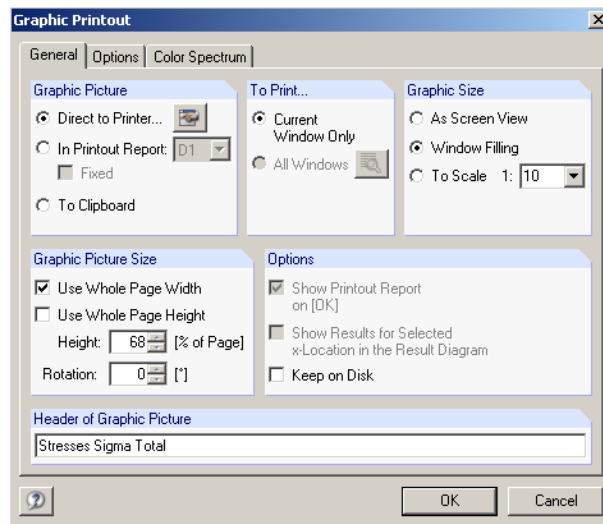 Graphic Printout
General
Options
Color Spectrum
Graphic Picture
Direct to Printer...
In Printout Report:
D1
Fixed
To Clipboard
To Print...
Current
Window Only
All Windows
Graphic Size
As Screen View
Window Filling
To Scale 1: 10
Graphic Picture Size
Use Whole Page Width
Use Whole Page Height
Height: 68 [% of Page]
Rotation: 0 [°]
Options
Show Printout Report
on [OK]
Show Results for Selected
x-Location in the Result Diagram
Keep on Disk
Header of Graphic Picture
Stresses Sigma Total
OK
Cancel